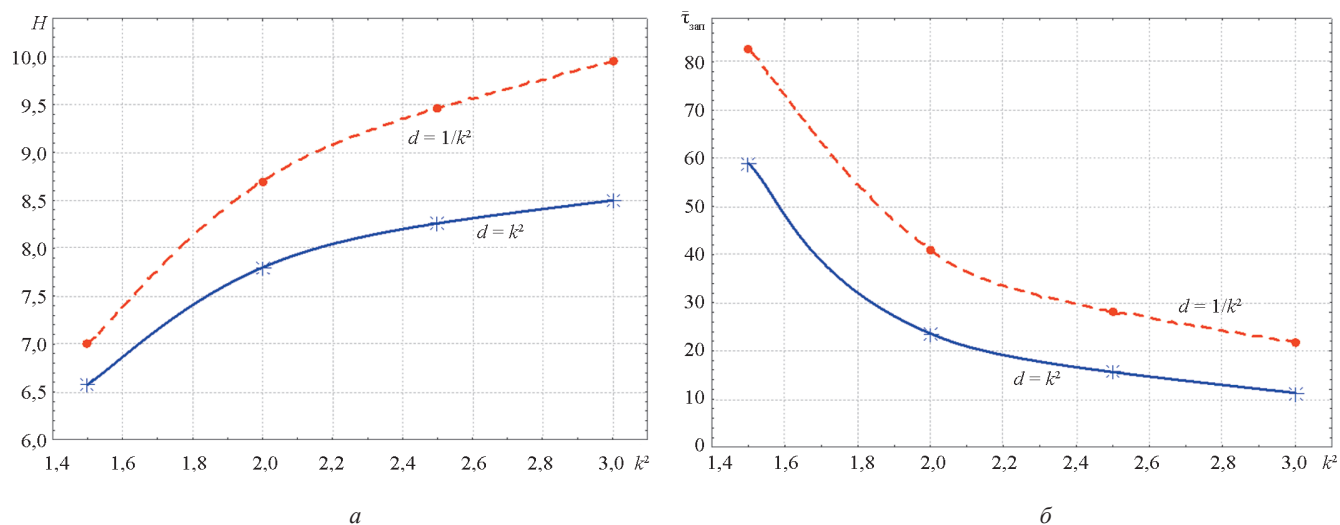 H
10,0
9,5
9,0
8,5
8,0
7,5
7,0
6,5
6,0
d = 1/k²
d = k²
1,4 1,6 1,8 2,0 2,2 2,4 2,6 2,8 3,0 k²
а
τ̄зап
80
70
60
50
40
30
20
10
0
d = 1/k²
d = k²
1,4 1,6 1,8 2,0 2,2 2,4 2,6 2,8 3,0 k²
б